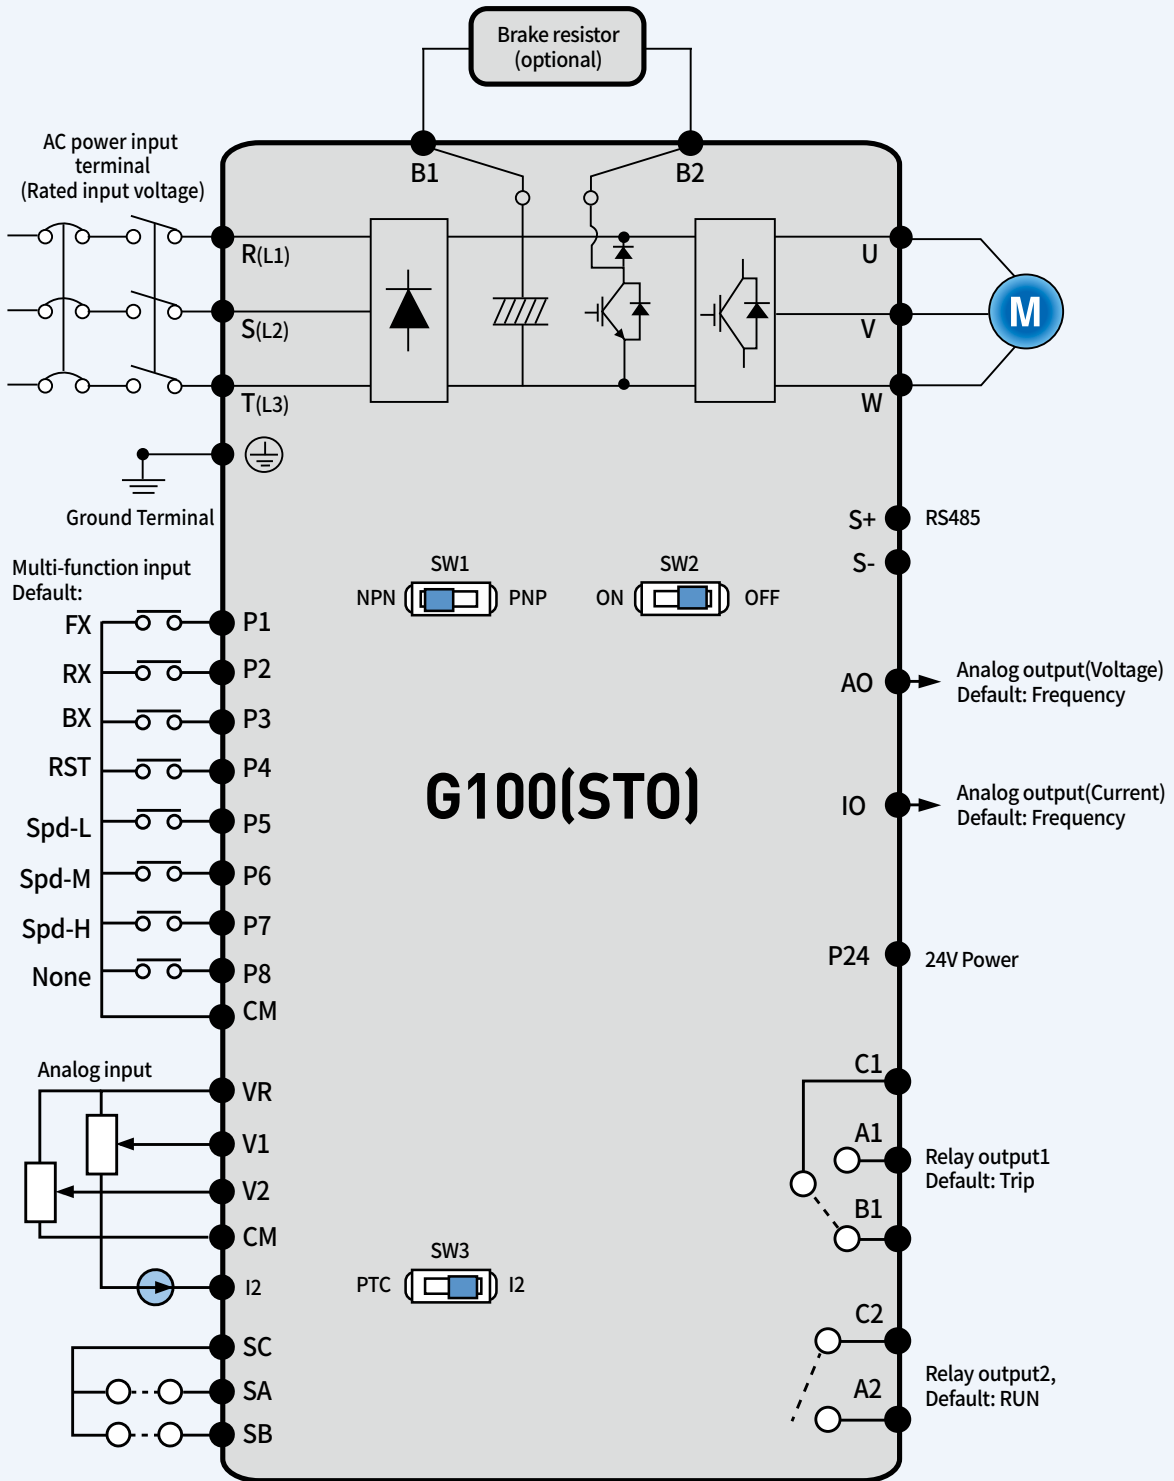 Brake resistor
(optional)
AC power input
terminal
(Rated input voltage)
B1
B2
R(L1)
U
S(L2)
V
M
T(L3)
W
Ground Terminal
S+ RS485
S-
Multi-function input
Default:
SW1
NPN PNP
SW2
ON OFF
FX P1
RX P2
BX P3
RST P4
Spd-L P5
Spd-M P6
Spd-H P7
None P8
CM
G100(STO)
AO Analog output(Voltage)
Default: Frequency
IO Analog output(Current)
Default: Frequency
P24 24V Power
Analog input
VR
V1
V2
CM
I2
SW3
PTC I2
SC
SA
SB
C1
A1
Relay output1
Default: Trip
B1
C2
A2
Relay output2,
Default: RUN